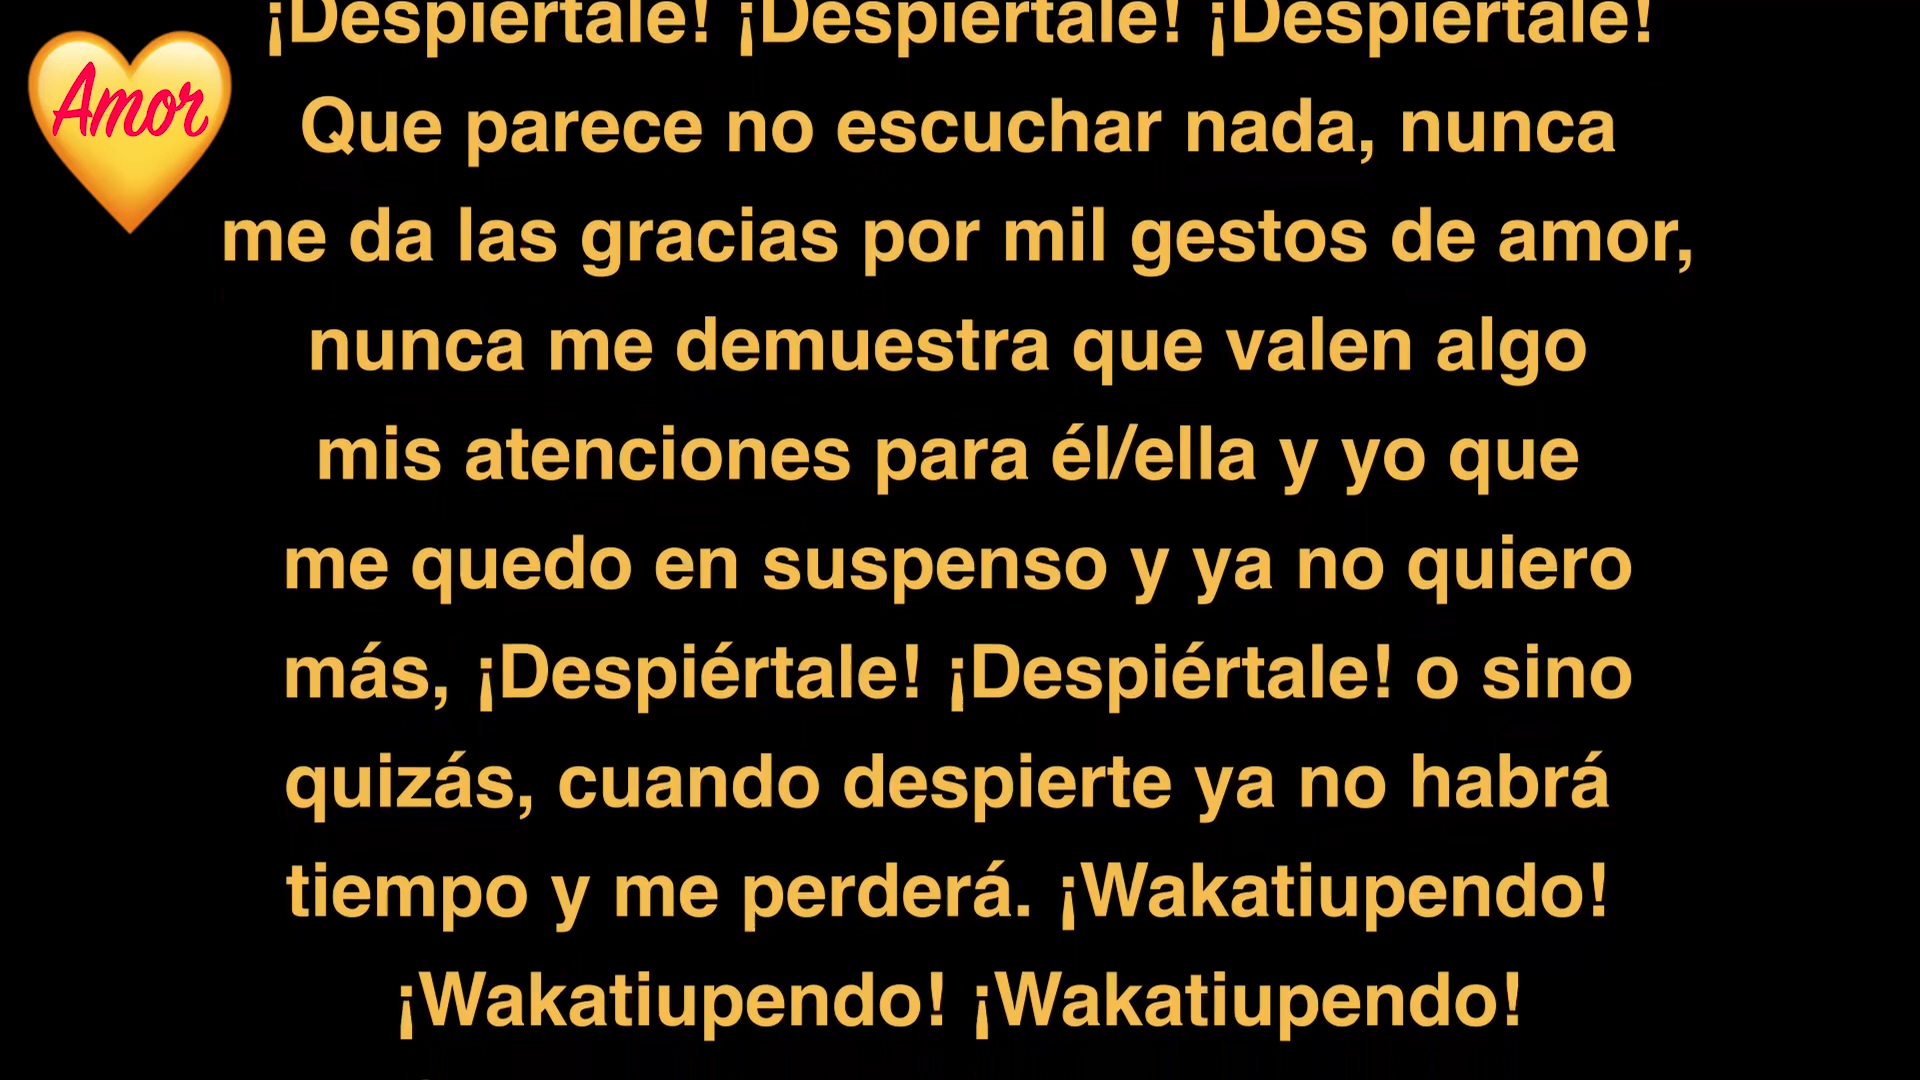 ¡Despiértale! ¡Despiértale! ¡Despiértale!
Amor
Que parece no escuchar nada, nunca
me da las gracias por mil gestos de amor,
nunca me demuestra que valen algo
mis atenciones para él/ella y yo que
me quedo en suspenso y ya no quiero
más, ¡Despiértale! ¡Despiértale! o sino
quizás, cuando despierte ya no habrá
tiempo y me perderá. ¡Wakatiupendo!
¡Wakatiupendo! ¡Wakatiupendo!